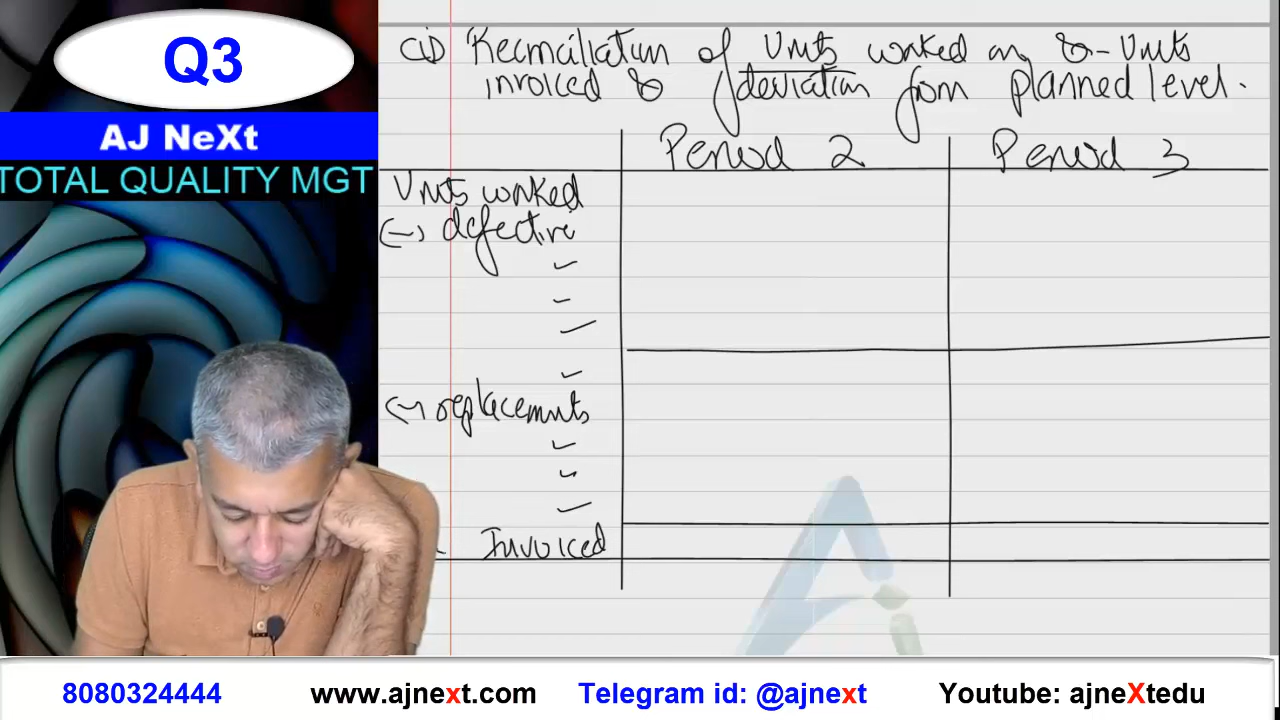 Q3
AJ NeXt
TOTAL QUALITY MGT
(i) Reconciliation of Units worked on & Units
invoiced & deviation from planned level.
Period 2 Period 3
Units worked
(-) defective
(-) replacements
Invoiced
8080324444 www.ajnext.com Telegram id: @ajnext Youtube: ajneXtedu